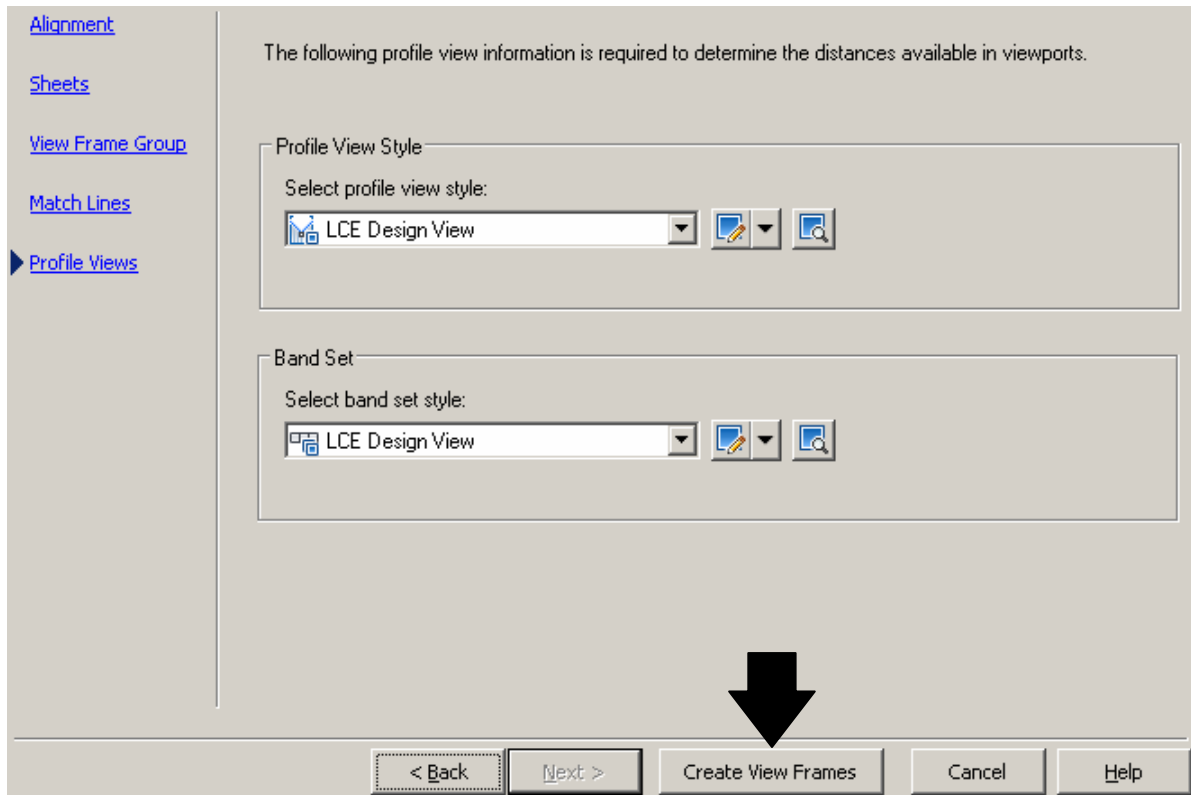 Alignment
Sheets
View Frame Group
Match Lines
Profile Views
The following profile view information is required to determine the distances available in viewports.
Profile View Style
Select profile view style:
LCE Design View
Band Set
Select band set style:
LCE Design View
< Back
Next >
Create View Frames
Cancel
Help